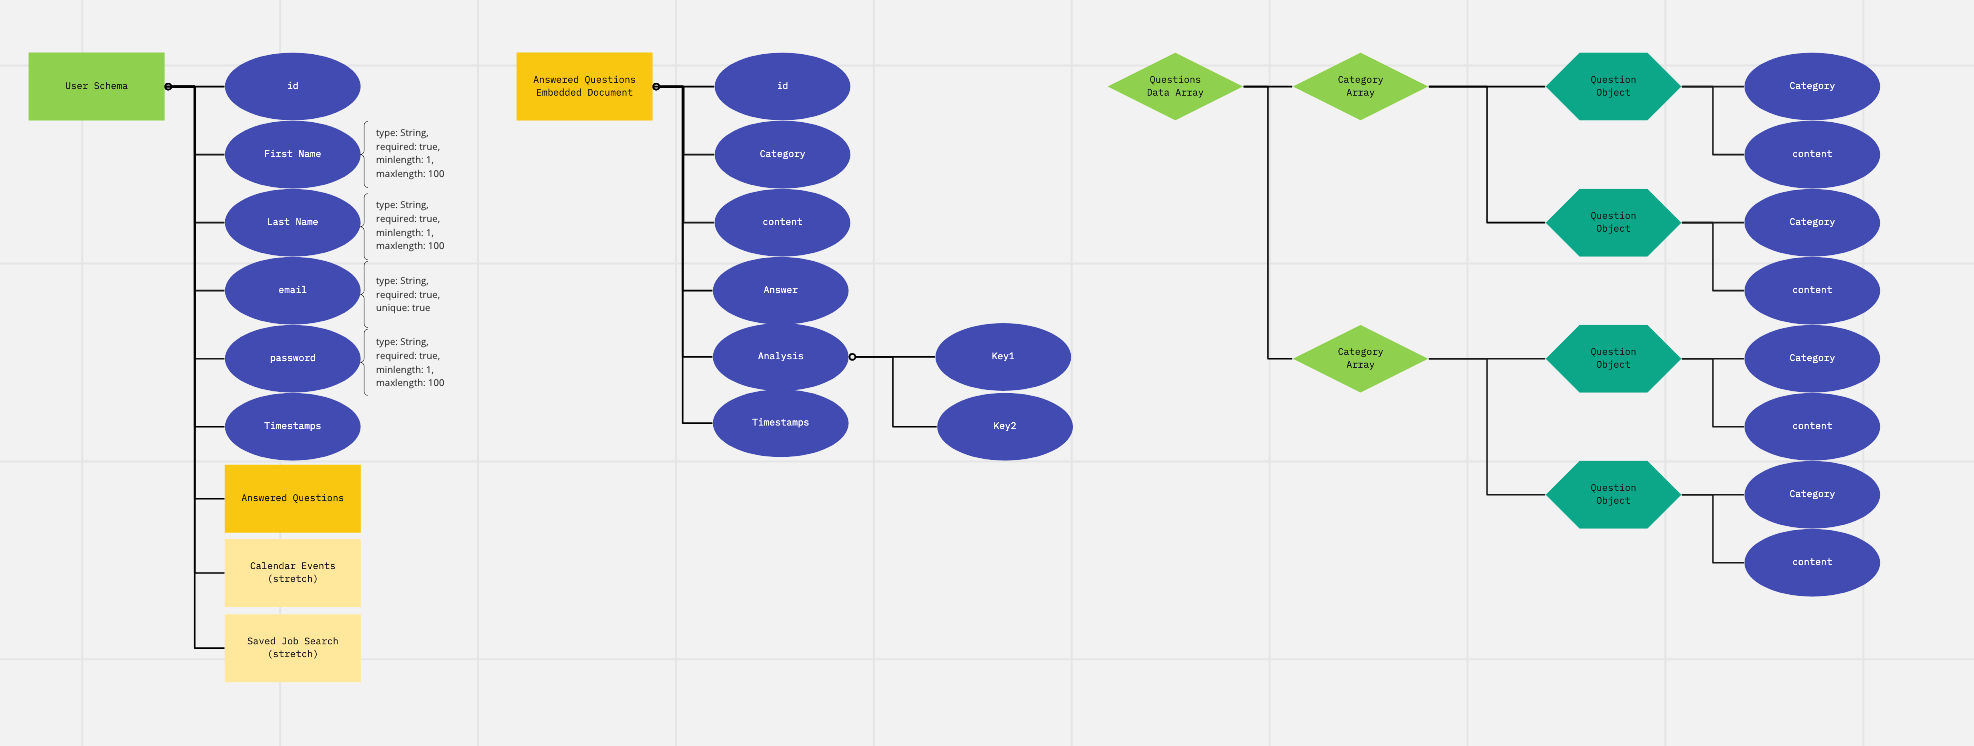 User Schema
id
First Name
type: String,
required: true,
minlength: 1,
maxlength: 100
Last Name
type: String,
required: true,
minlength: 1,
maxlength: 100
email
type: String,
required: true,
unique: true
password
type: String,
required: true,
minlength: 1,
maxlength: 100
Timestamps
Answered Questions
Calendar Events
(stretch)
Saved Job Search
(stretch)
Answered Questions
Embedded Document
id
Category
content
Answer
Analysis
Key1
Key2
Timestamps
Questions
Data Array
Category
Array
Question
Object
Category
content
Question
Object
Category
content
Category
Array
Question
Object
Category
content
Question
Object
Category
content